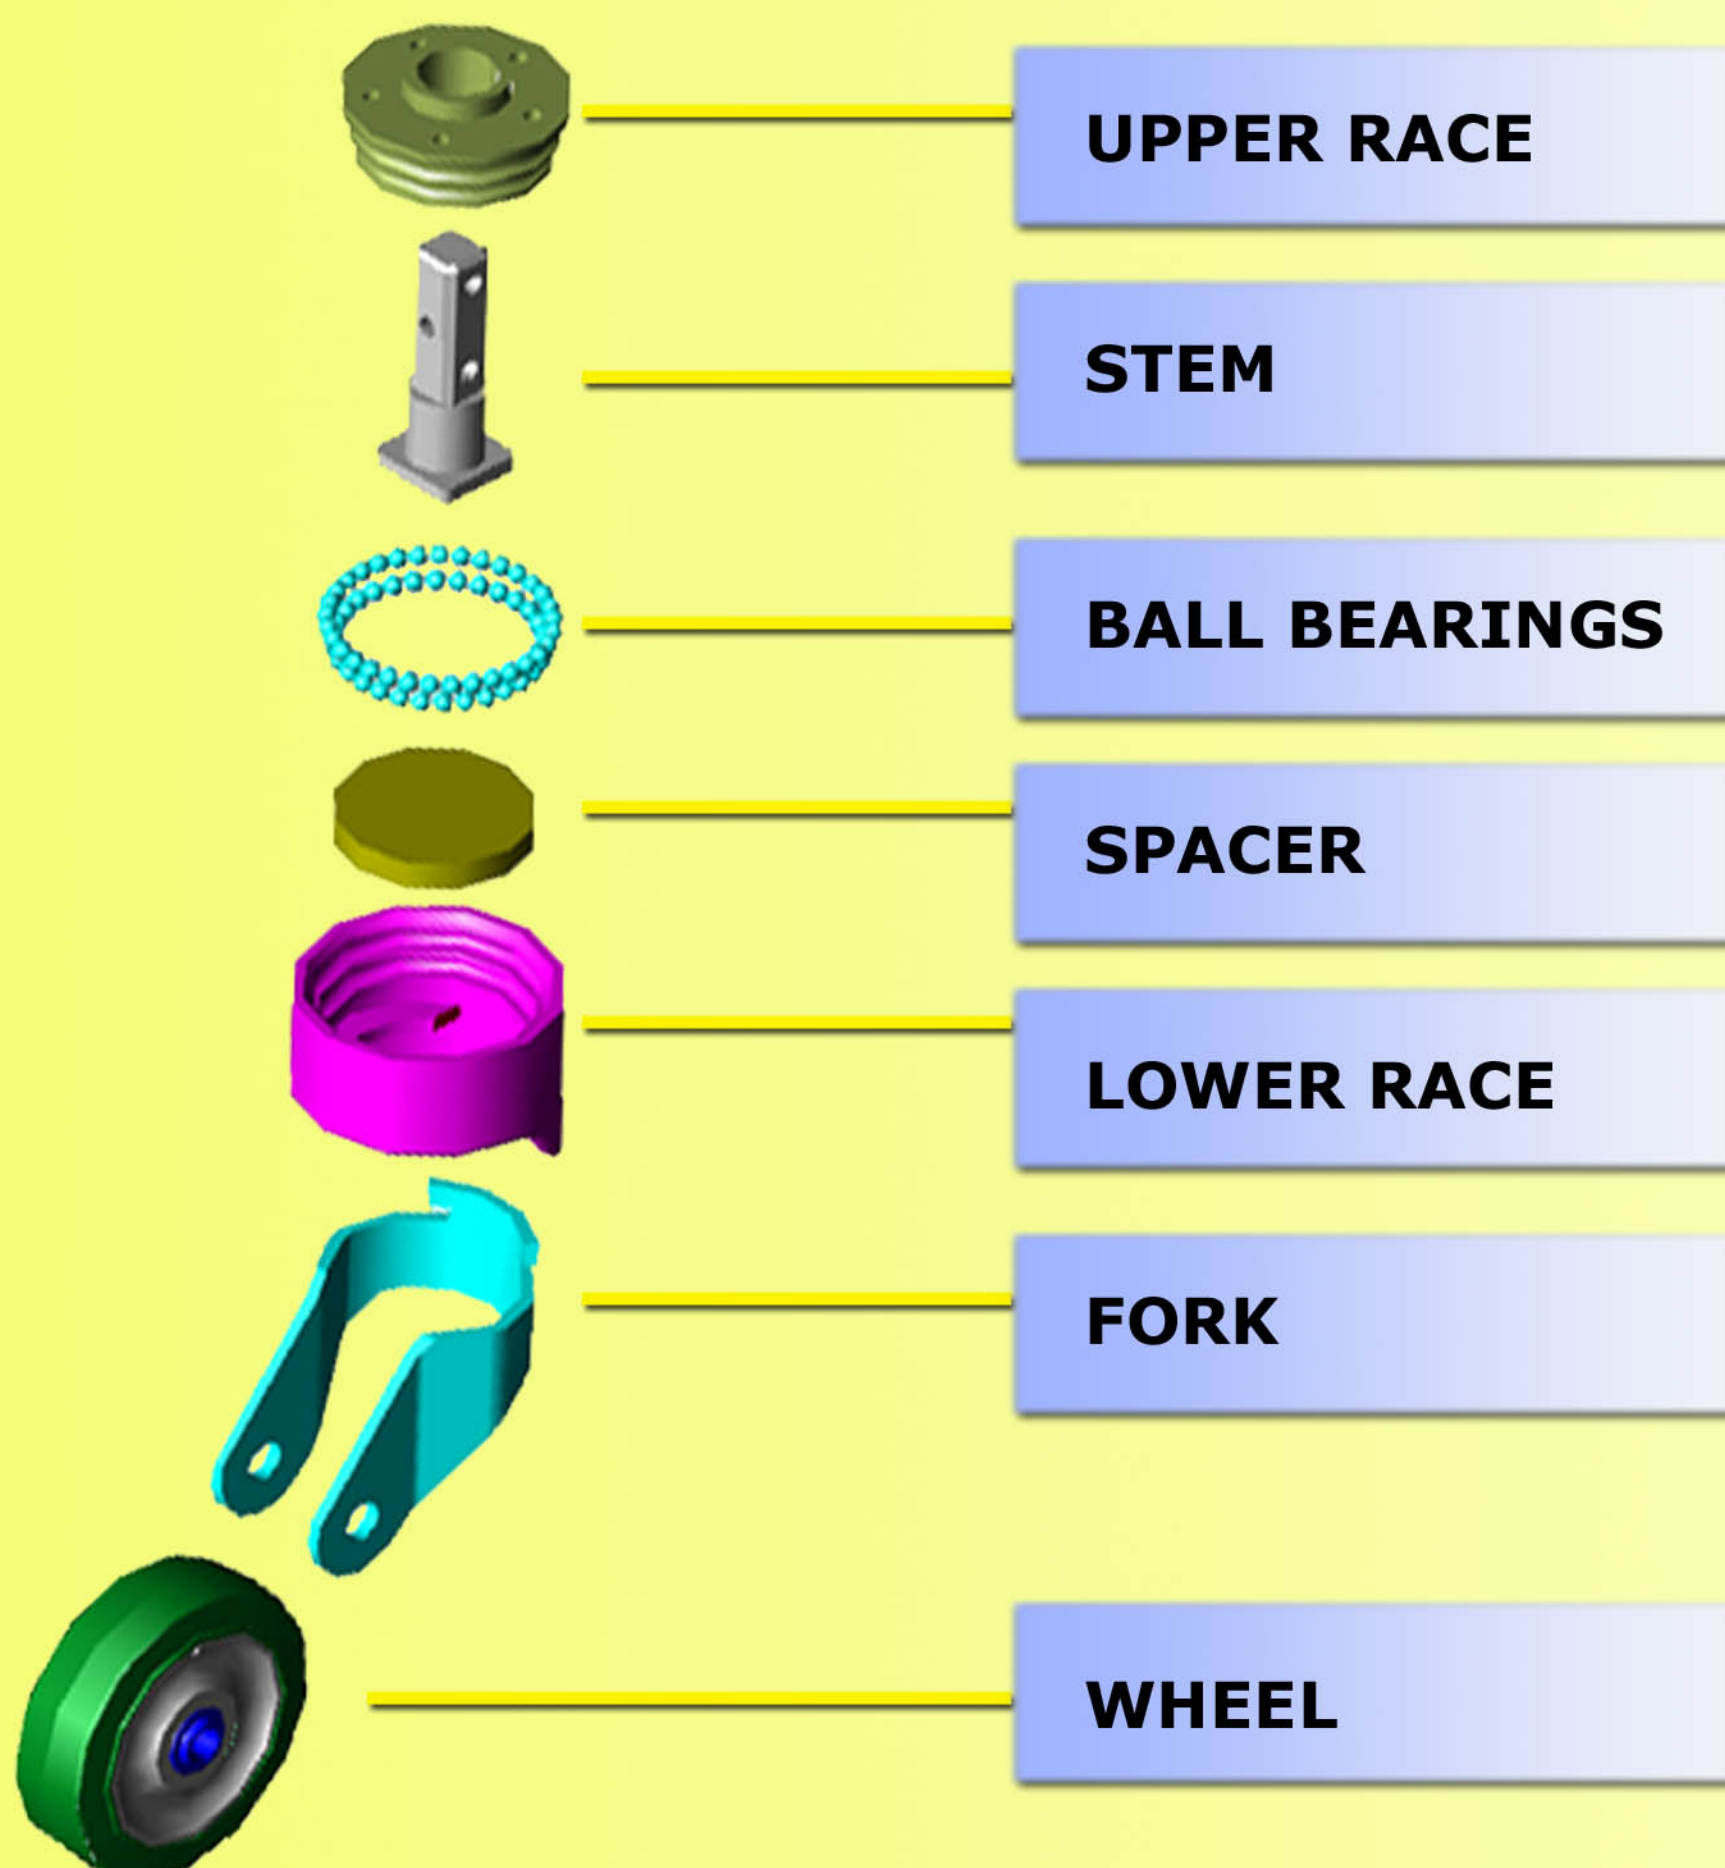 UPPER RACE
STEM
BALL BEARINGS
SPACER
LOWER RACE
FORK
WHEEL